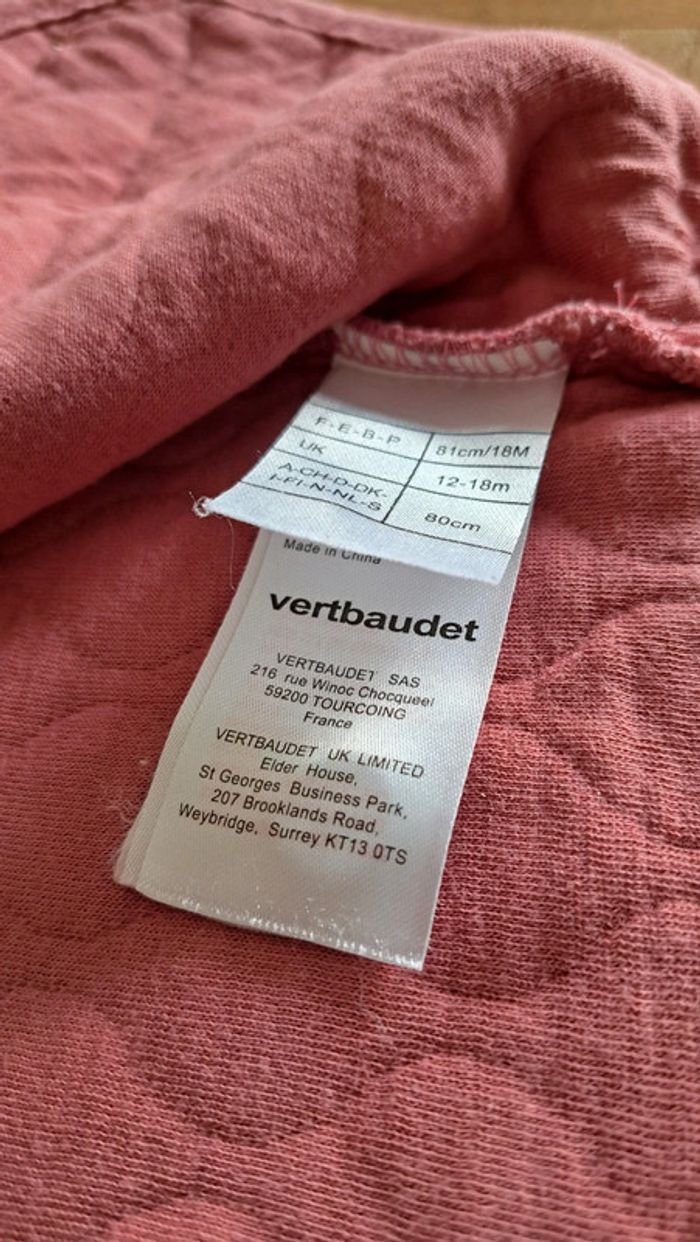 F-E-B-P 81cm/18M
UK 12-18m
A-CH-D-DK-
I-FI-N-NL-S 80cm
Made in China
vertbaudet
VERTBAUDET SAS
216 rue Winoc Chocqueel
59200 TOURCOING
France
VERTBAUDET UK LIMITED
Elder House,
St Georges Business Park,
207 Brooklands Road,
Weybridge, Surrey KT13 0TS